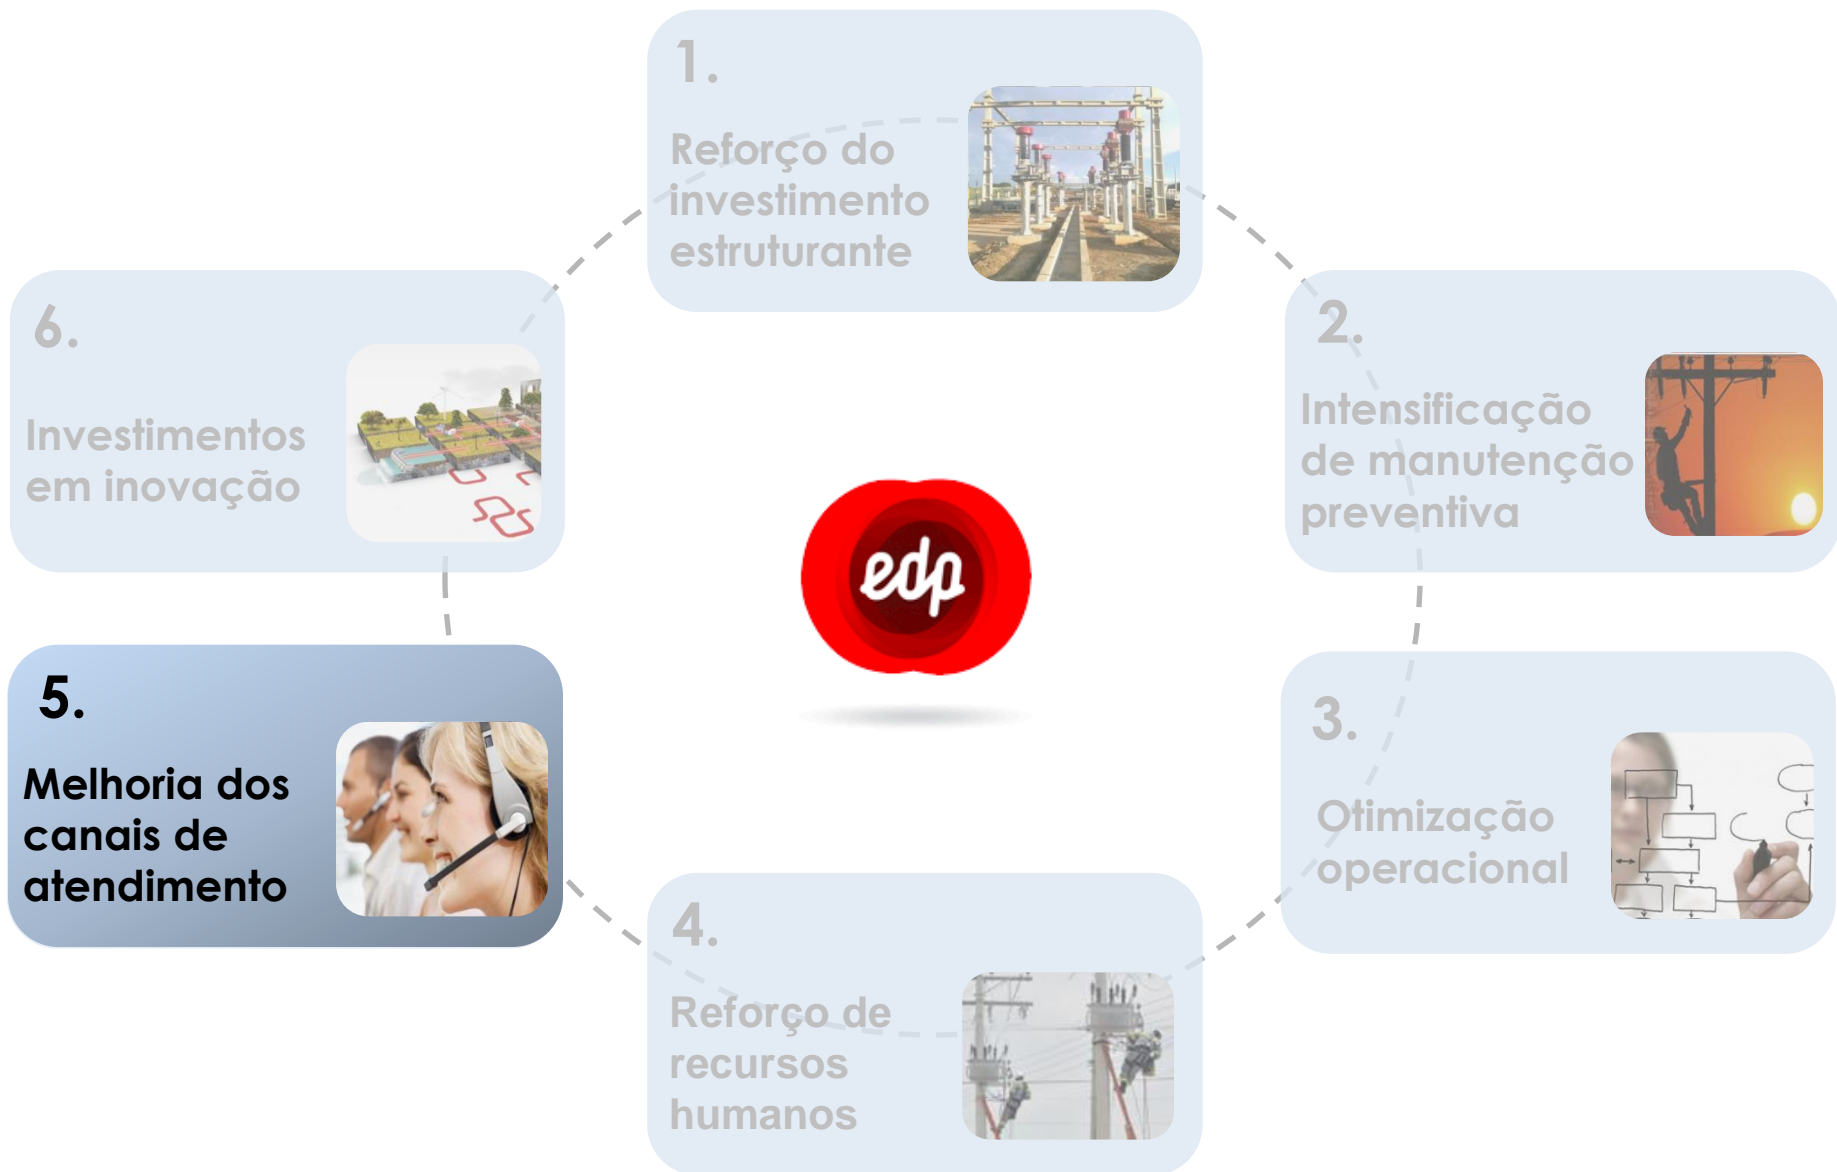 1.
Reforço do
investimento
estruturante
2.
Intensificação
de manutenção
preventiva
3.
Otimização
operacional
4.
Reforço de
recursos
humanos
5.
Melhoria dos
canais de
atendimento
6.
Investimentos
em inovação
edp